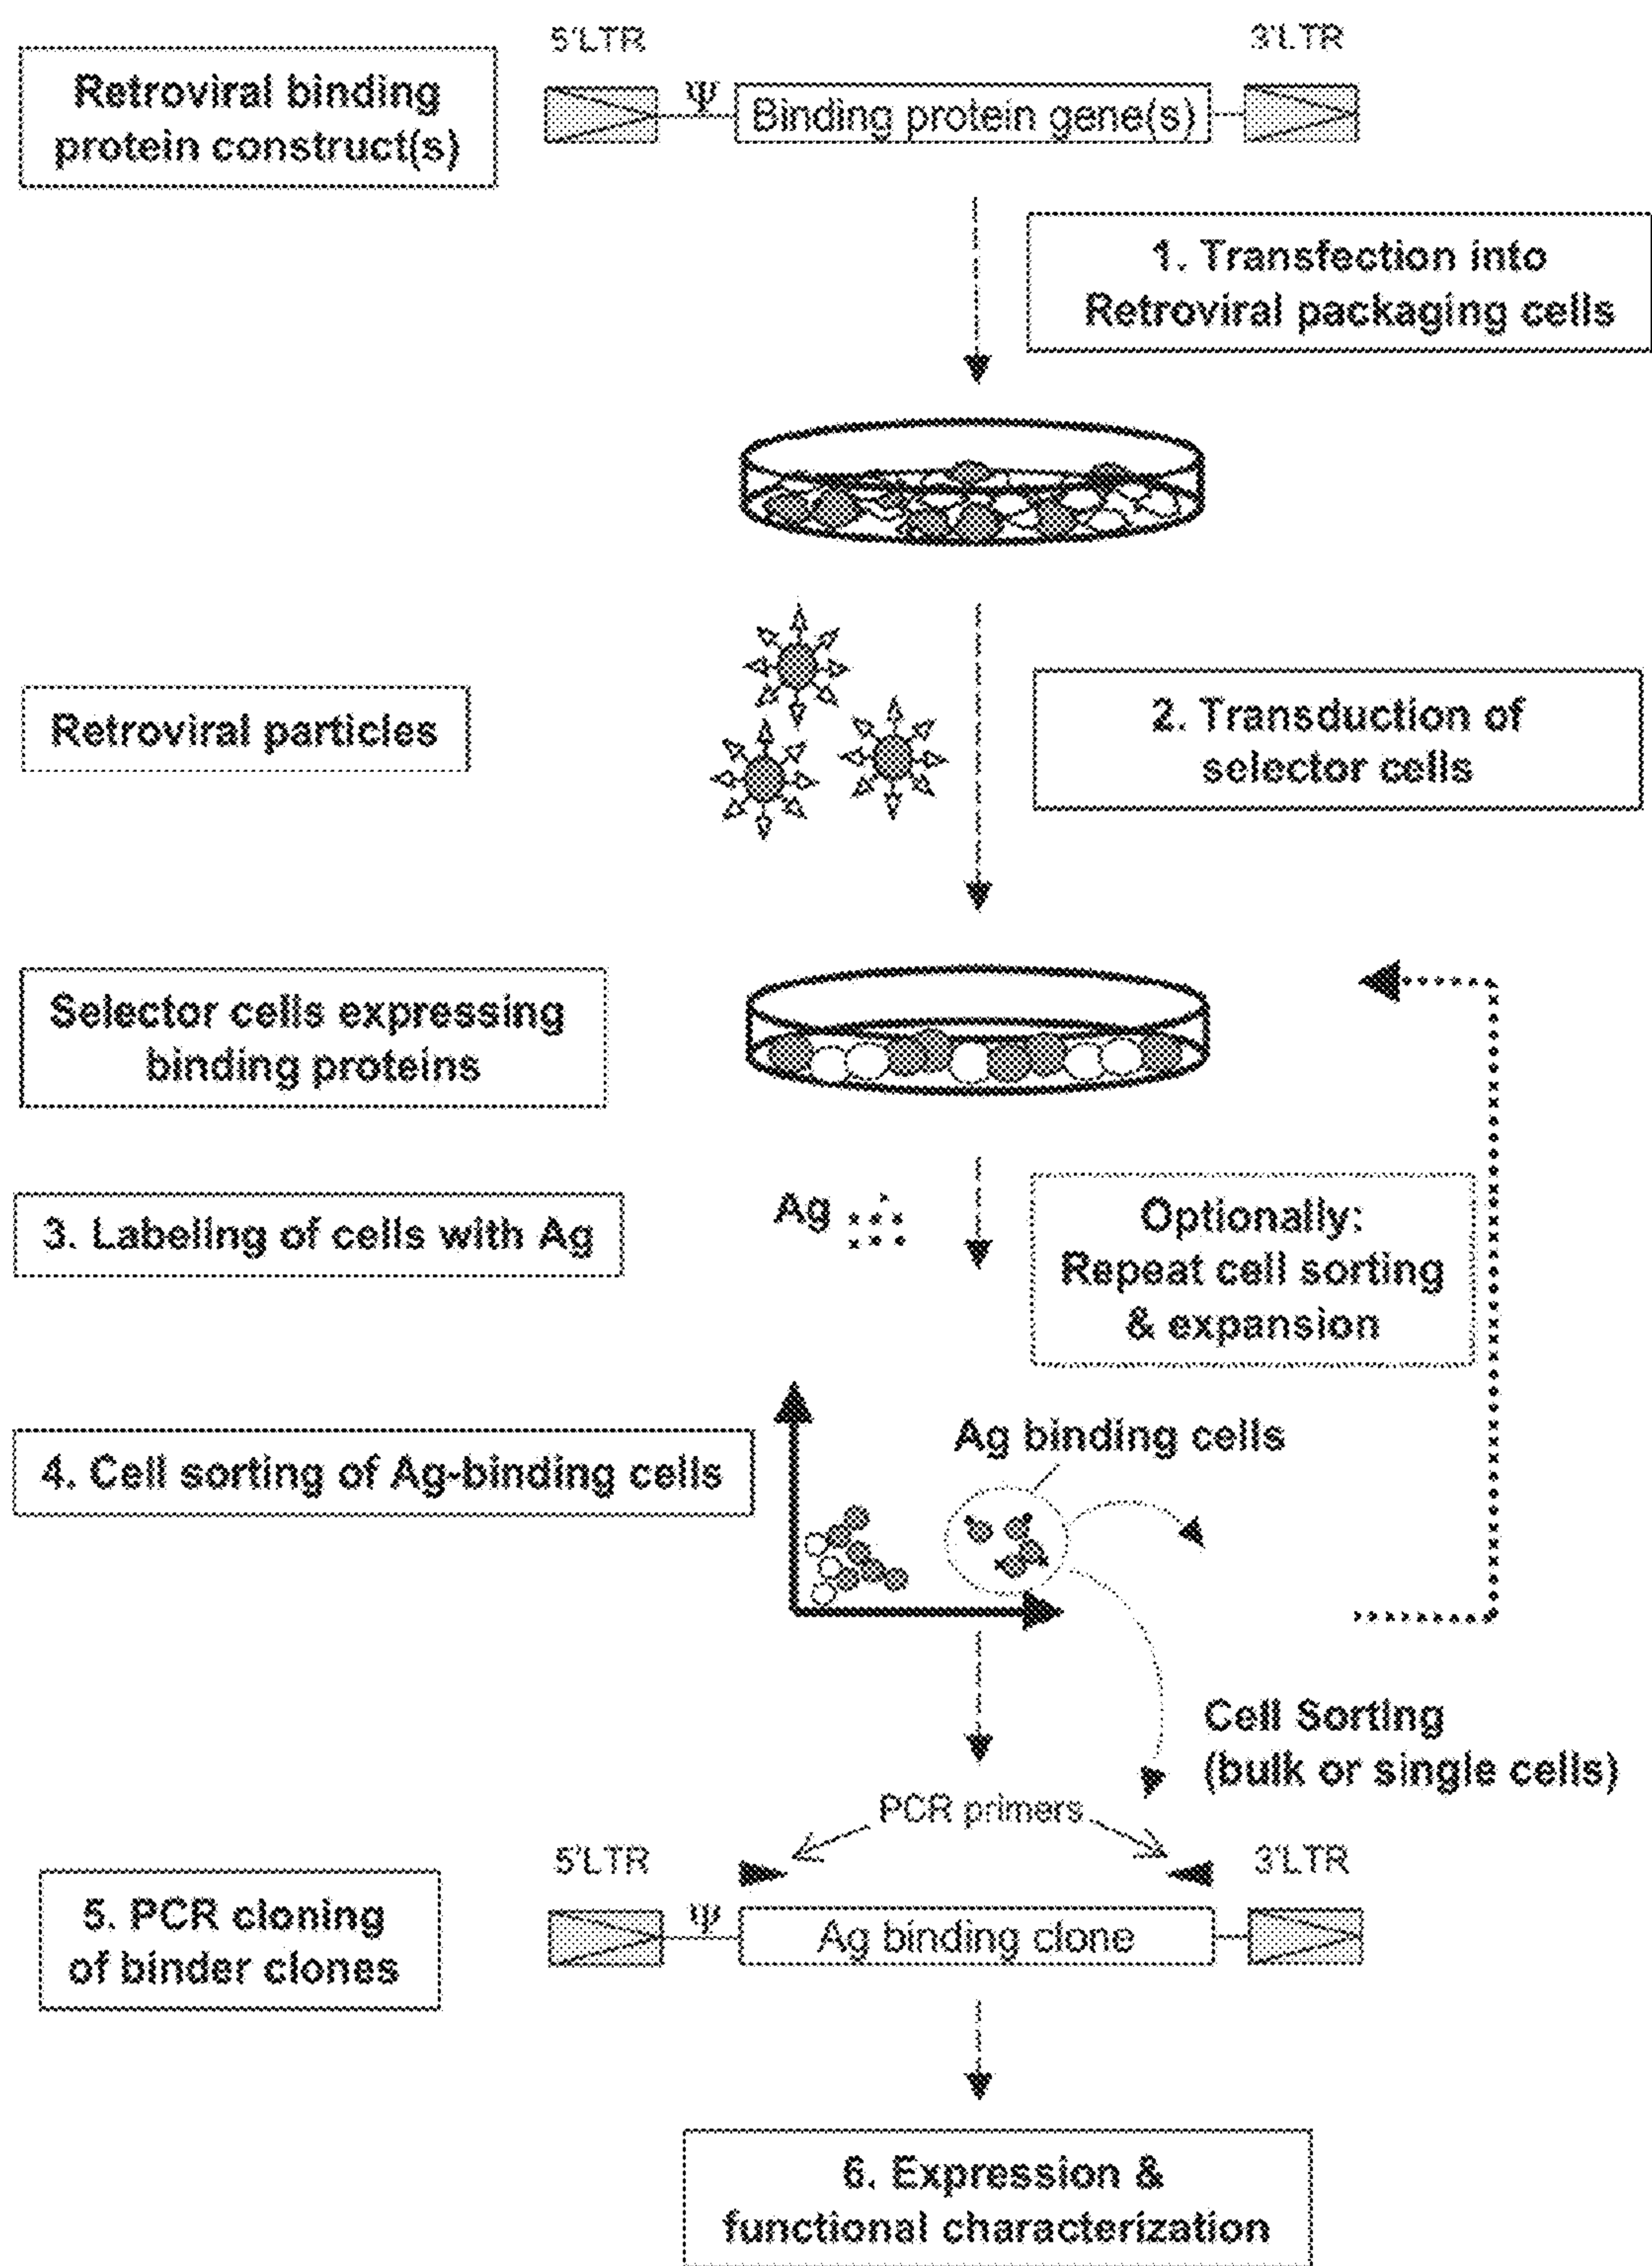 5'LTR
3'LTR
Retroviral binding
protein construct(s)
Ψ
Binding protein gene(s)
1. Transfection into
Retroviral packaging cells
Retroviral particles
2. Transduction of
selector cells
Selector cells expressing
binding proteins
3. Labeling of cells with Ag
Ag
Optionally:
Repeat cell sorting
& expansion
4. Cell sorting of Ag-binding cells
Ag binding cells
Cell Sorting
(bulk or single cells)
PCR primers
5'LTR
3'LTR
5. PCR cloning
of binder clones
Ψ
Ag binding clone
6. Expression &
functional characterization